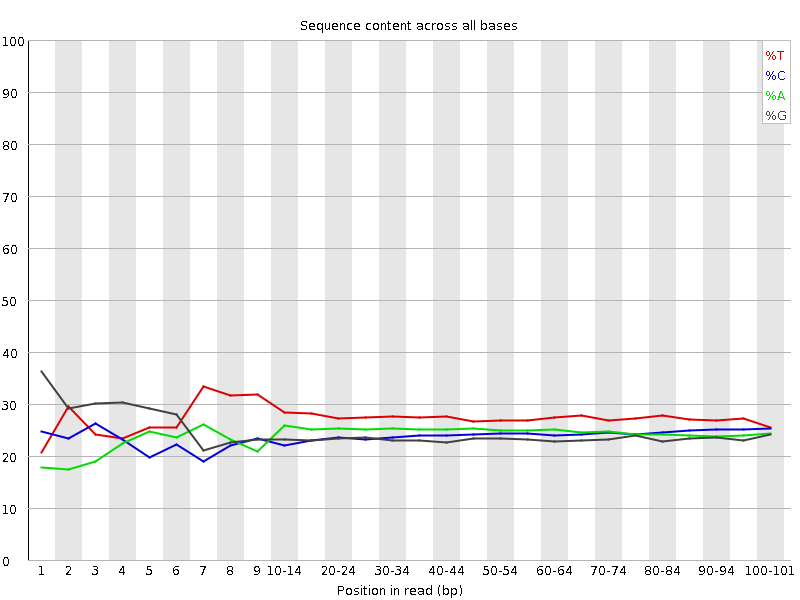 Sequence content across all bases
%T
%C
%A
%G
100
90
80
70
60
50
40
30
20
10
0
1 2 3 4 5 6 7 8 9 10-14 20-24 30-34 40-44 50-54 60-64 70-74 80-84 90-94 100-101
Position in read (bp)